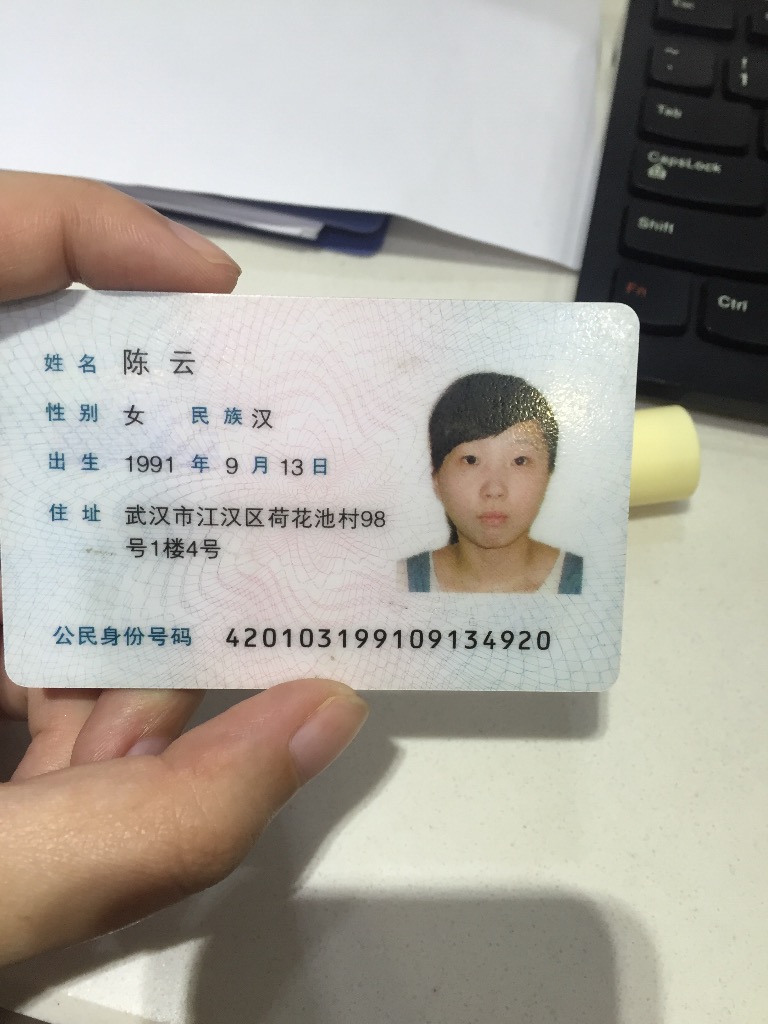 Esc
~ ` ! 1
Tab
CapsLock
Shift
Fn Ctrl
姓名 陈云
性别 女 民族 汉
出生 1991 年 9 月 13 日
住址 武汉市江汉区荷花池村98
号1楼4号
公民身份号码 420103199109134920